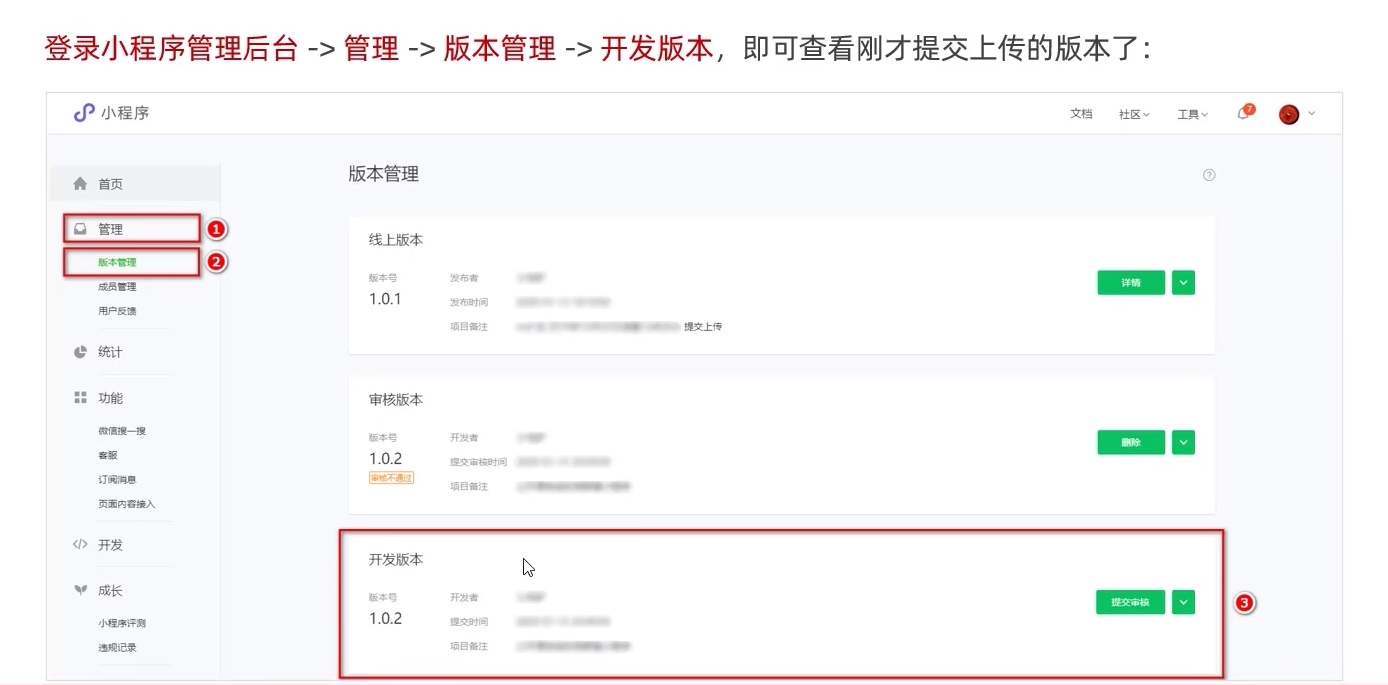 登录小程序管理后台 -> 管理 -> 版本管理 -> 开发版本，即可查看刚才提交上传的版本了：
小程序
文档 社区 工具 7
首页
管理 1
版本管理 2
成员管理
用户反馈
统计
功能
微信搜一搜
客服
订阅消息
页面内容接入
开发
成长
小程序评测
违规记录
版本管理 ?
线上版本
版本号 发布者
1.0.1 发布时间
项目备注 提交上传
详情
审核版本
版本号 开发者
1.0.2 提交审核时间
审核不通过 项目备注
删除
开发版本
版本号 开发者
1.0.2 提交时间
项目备注
提交审核 3